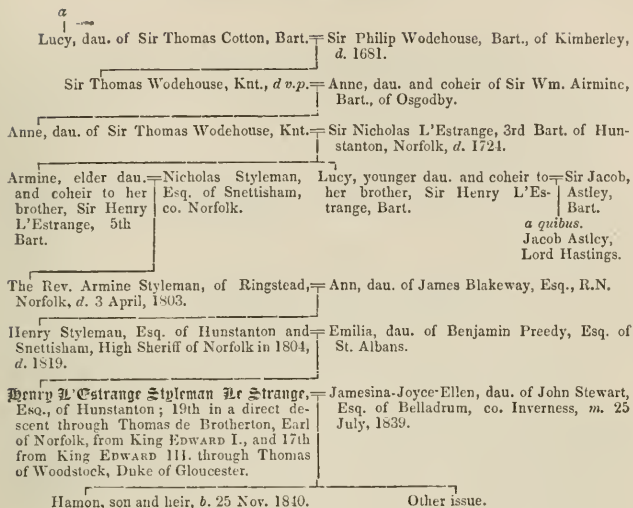 a
Lucy, dau. of Sir Thomas Cotton, Bart. Sir Philip Wodehouse, Bart., of Kimberley,
d. 1681.
Sir Thomas Wodehouse, Knt., d v.p. Anne, dau. and coheir of Sir Wm. Airminc,
Bart., of Osgodby.
Anne, dau. of Sir Thomas Wodehouse, Knt. Sir Nicholas L'Estrange, 3rd Bart. of Hun-
stanton, Norfolk, d. 1724.
Armine, elder dau.
and coheir to her
brother, Sir Henry
L'Estrange, 5th
Bart.
Nicholas Styleman,
Esq. of Snettisham,
co. Norfolk.
Lucy, younger dau. and coheir to
her brother, Sir Henry L'Es-
trange, Bart.
Sir Jacob,
Astley,
Bart.
a quibus.
Jacob Astley,
Lord Hastings.
The Rev. Armine Styleman, of Ringstead, Ann, dau. of James Blakeway, Esq., R.N.
Norfolk, d. 3 April, 1803.
Henry Styleman, Esq. of Hunstanton and Emilia, dau. of Benjamin Preedy, Esq. of
Snettisham, High Sheriff of Norfolk in 1804, St. Albans.
d. 1819.
Henry L'Estrange Styleman Le Strange,
Esq., of Hunstanton; 19th in a direct de-
scent through Thomas de Brotherton, Earl
of Norfolk, from King Edward I., and 17th
from King Edward III. through Thomas
of Woodstock, Duke of Gloucester.
Jamesina-Joyce-Ellen, dau. of John Stewart,
Esq. of Belladrum, co. Inverness, m. 25
July, 1839.
Hamon, son and heir, b. 25 Nov. 1840. Other issue.